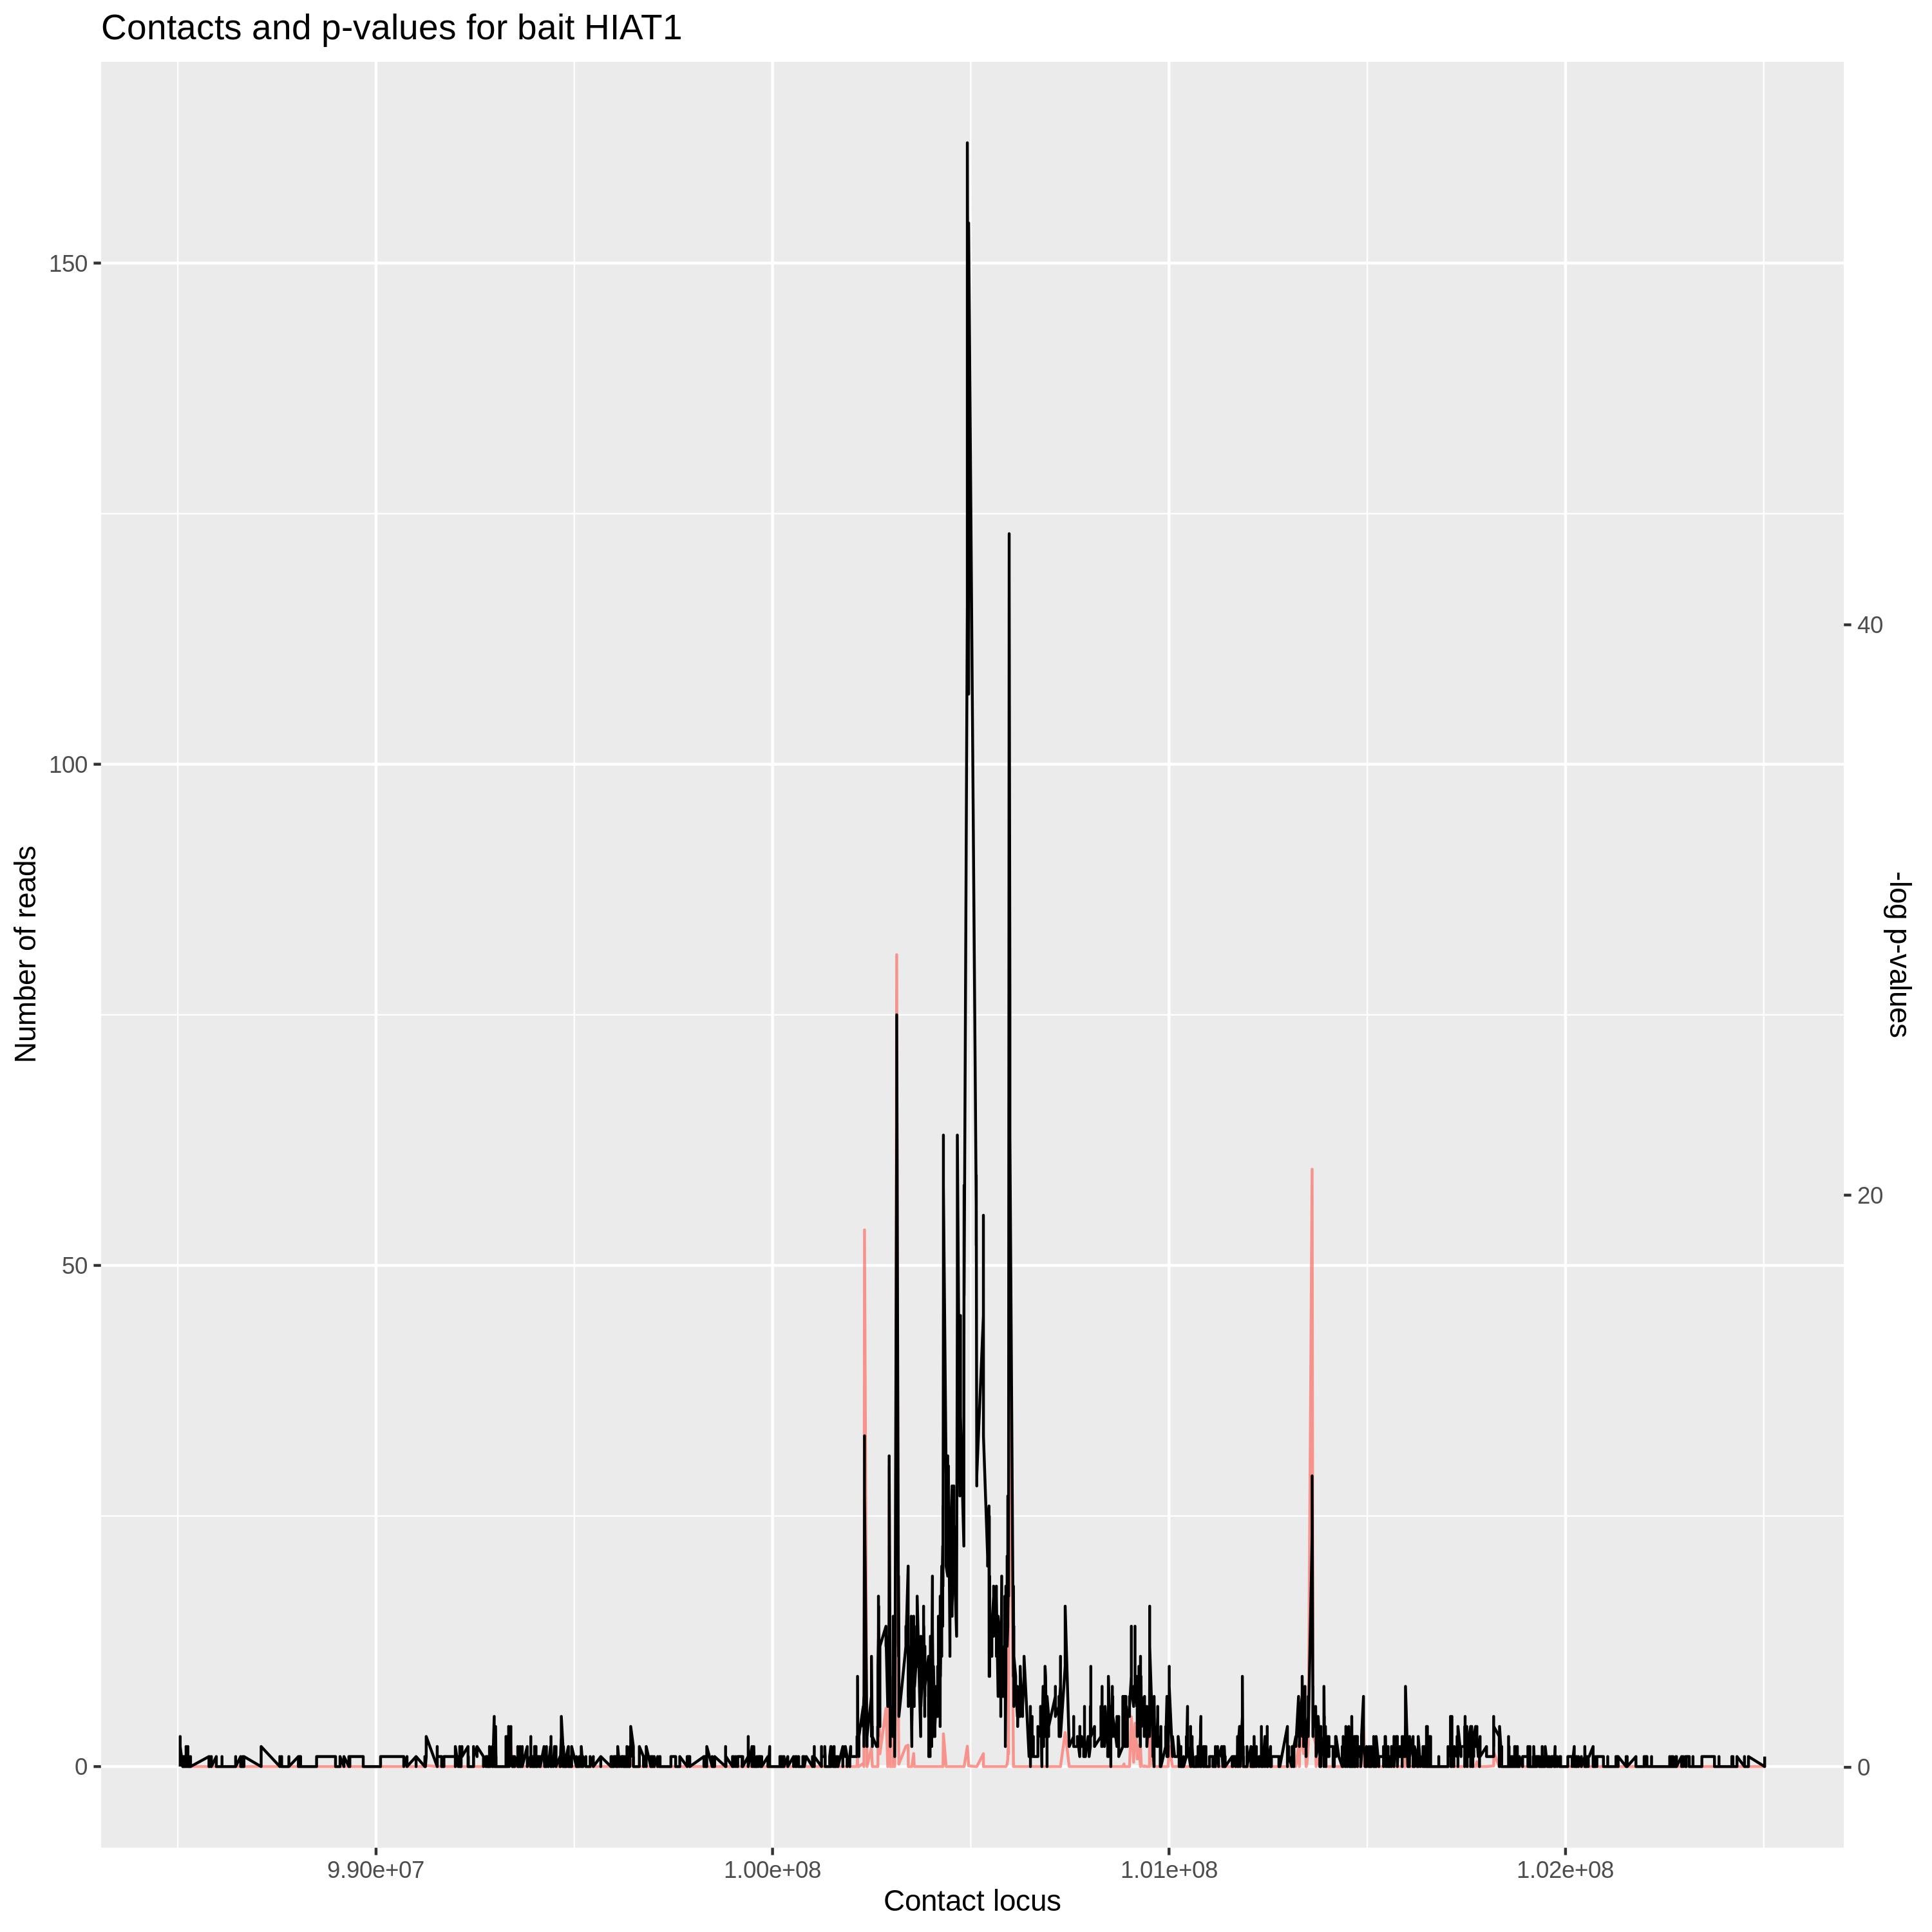 Contacts and p-values for bait HIAT1
150
100
50
0
Number of reads
40
20
0
-log p-values
9.90e+07
1.00e+08
1.01e+08
1.02e+08
Contact locus